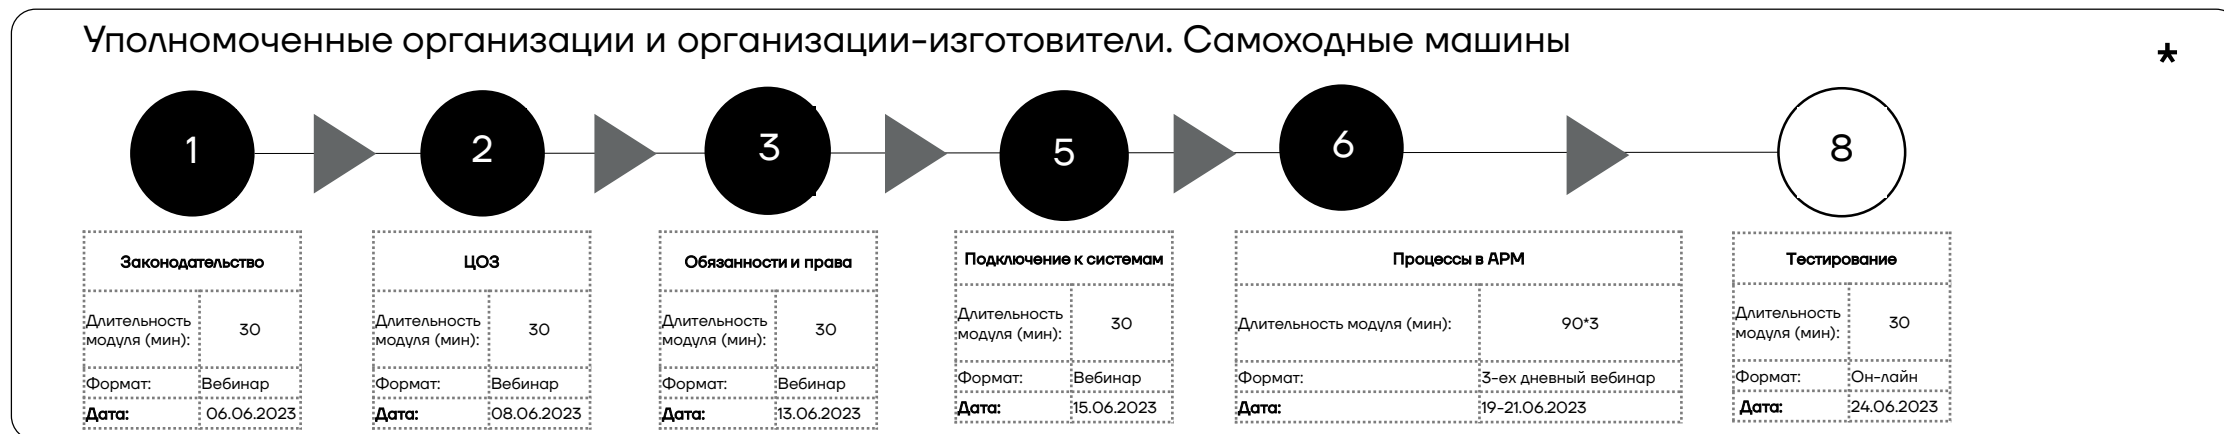 Уполномоченные организации и организации-изготовители. Самоходные машины
*
1
2
3
5
6
8
Законодательство
Длительность
модуля (мин):
30
Формат:
Вебинар
Дата:
06.06.2023
ЦОЗ
Длительность
модуля (мин):
30
Формат:
Вебинар
Дата:
08.06.2023
Обязанности и права
Длительность
модуля (мин):
30
Формат:
Вебинар
Дата:
13.06.2023
Подключение к системам
Длительность
модуля (мин):
30
Формат:
Вебинар
Дата:
15.06.2023
Процессы в АРМ
Длительность модуля (мин):
90*3
Формат:
3-ех дневный вебинар
Дата:
19-21.06.2023
Тестирование
Длительность
модуля (мин):
30
Формат:
Он-лайн
Дата:
24.06.2023